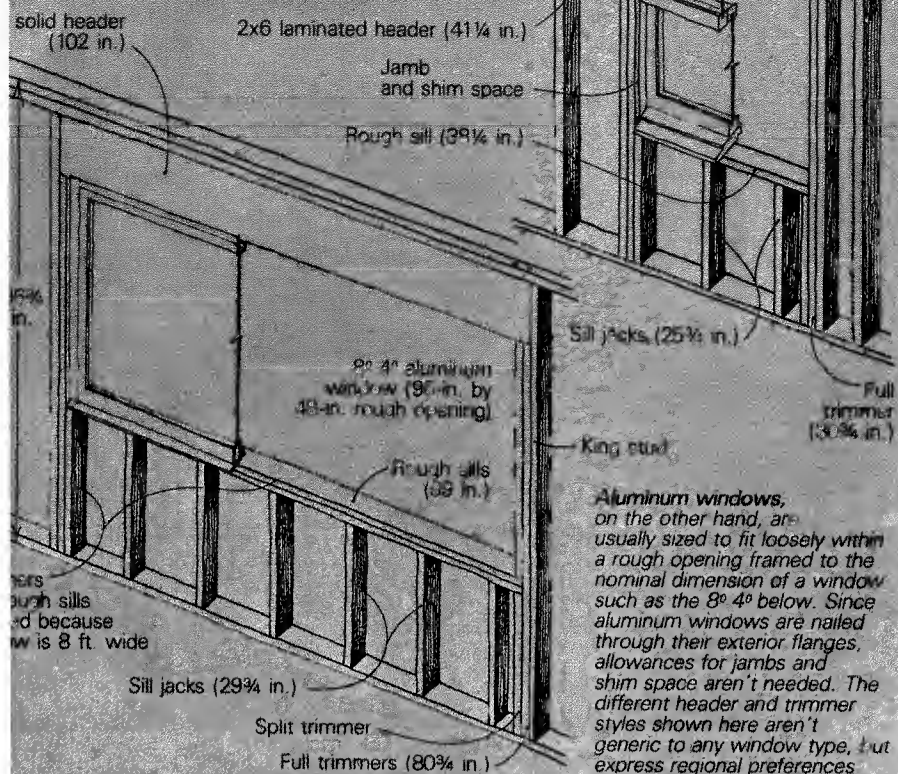 solid header
(102 in.)
2x6 laminated header (41¼ in.)
Jamb
and shim space
Rough sill (39¼ in.)
in.
8⁰ 4⁰ aluminum
window (96-in. by
48-in. rough opening)
Rough sills
(99 in.)
Sill jacks (25¾ in.)
Full
trimmer
King stud
Aluminum windows,
on the other hand, are
usually sized to fit loosely within
a rough opening framed to the
nominal dimension of a window
such as the 8⁰ 4⁰ below. Since
aluminum windows are nailed
through their exterior flanges,
allowances for jambs and
shim space aren't needed. The
different header and trimmer
styles shown here aren't
generic to any window type, but
express regional preferences
sills
because
is 8 ft. wide
Sill jacks (29¾ in.)
Split trimmer
Full trimmers (80¾ in.)